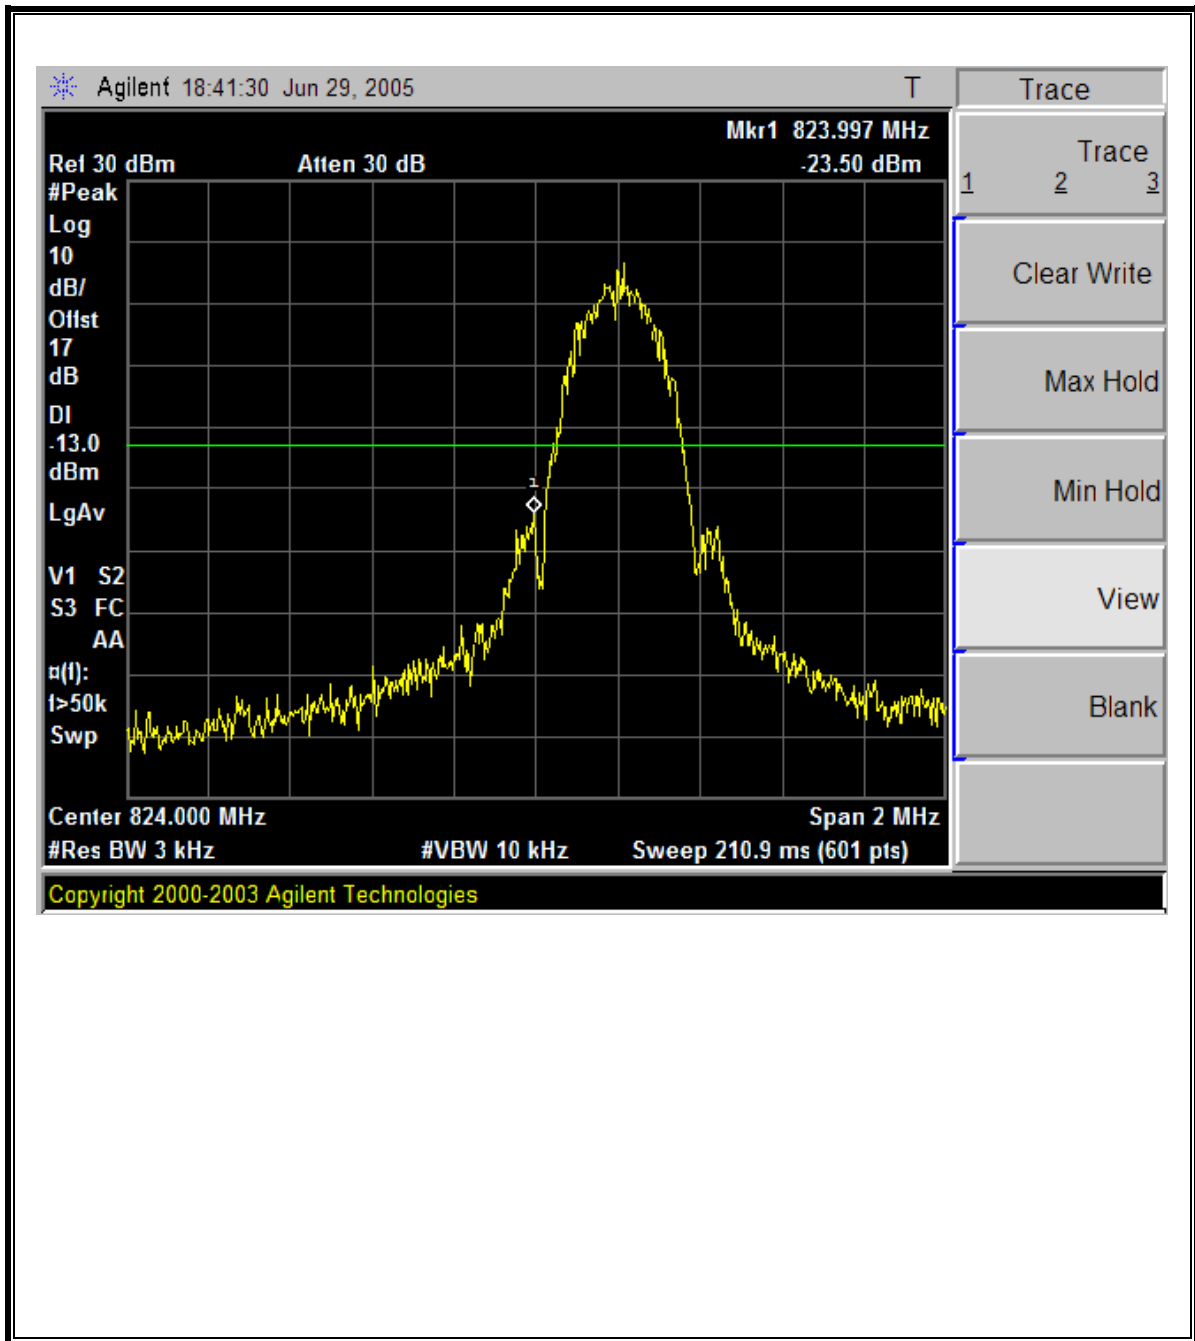 Agilent 18:41:30 Jun 29, 2005 T
Trace
Mkr1 823.997 MHz
Ref 30 dBm Atten 30 dB -23.50 dBm
#Peak
Log
10
dB/
Offst
17
dB
DI
-13.0
dBm
LgAv
V1 S2
S3 FC
AA
¤(f):
f>50k
Swp
1
Center 824.000 MHz Span 2 MHz
#Res BW 3 kHz #VBW 10 kHz Sweep 210.9 ms (601 pts)
Copyright 2000-2003 Agilent Technologies
Trace
1 2 3
Clear Write
Max Hold
Min Hold
View
Blank